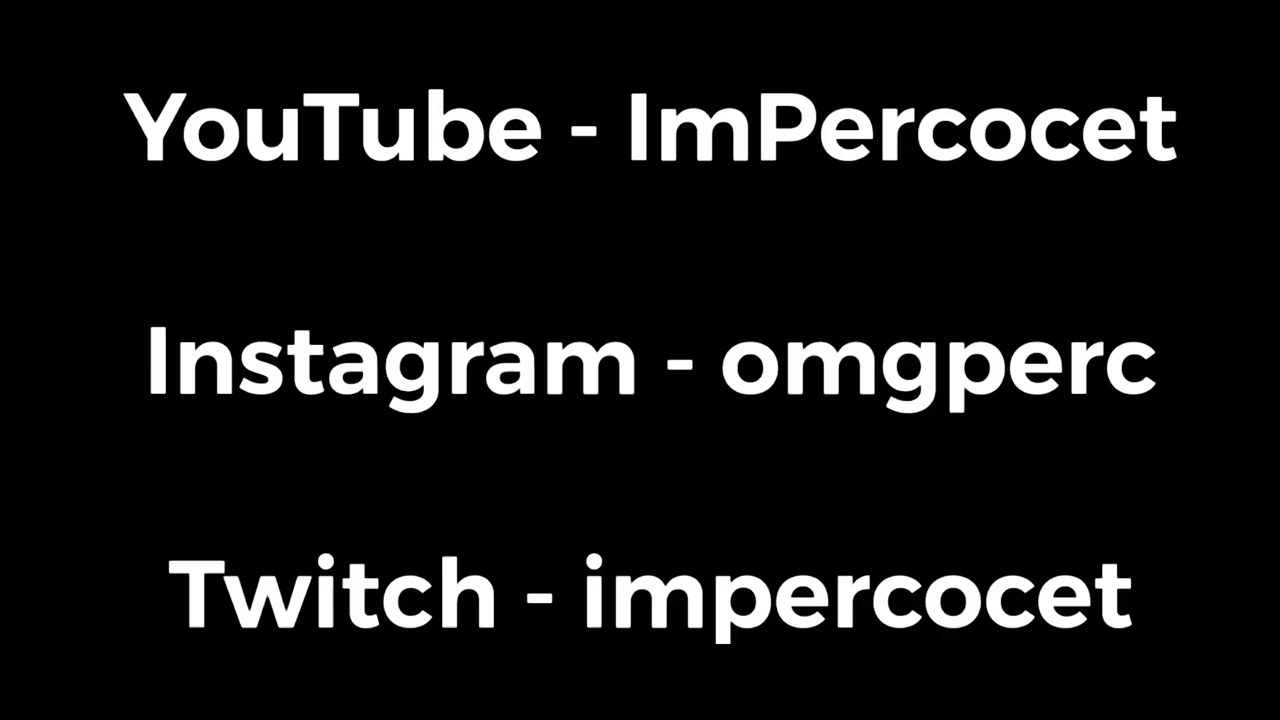 YouTube - ImPercocet
Instagram - omgperc
Twitch - impercocet